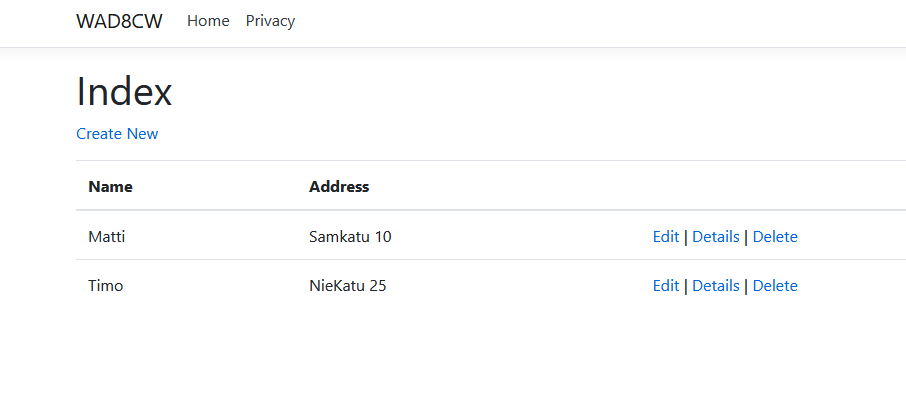 WAD8CW Home Privacy
Index
Create New
Name Address
Matti Samkatu 10 Edit | Details | Delete
Timo NieKatu 25 Edit | Details | Delete